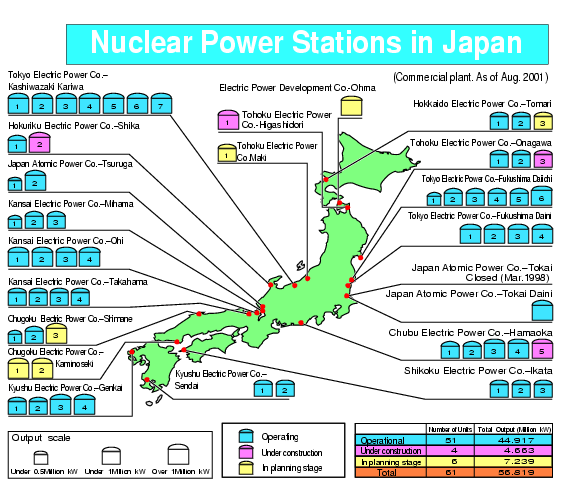 Nuclear Power Stations in Japan
(Commercial plant. As of Aug. 2001)
Tokyo Electric Power Co.–
Kashiwazaki Kariwa
1 2 3 4 5 6 7
Hokuriku Electric Power Co.–Shika
1 2
Japan Atomic Power Co.–Tsuruga
1 2
Kansai Electric Power Co.–Mihama
1 2 3
Kansai Electric Power Co.–Ohi
1 2 3 4
Kansai Electric Power Co.–Takahama
1 2 3 4
Chugoku Electric Power Co.–Shimane
1 2 3
Chugoku Electric Power Co.–
Kaminoseki
1 2
Kyushu Electric Power Co.–Genkai
1 2 3 4
Electric Power Development Co.-Ohma
Tohoku Electric Power
Co.-Higashidori
1
Tohoku Electric Power
Co.Maki
1
Hokkaido Electric Power Co.–Tomari
1 2 3
Tohoku Electric Power Co.–Onagawa
1 2 3
Tokyo Electric Power Co.–Fukushima Daiichi
1 2 3 4 5 6
Tokyo Electric Power Co.–Fukushima Daini
1 2 3 4
Japan Atomic Power Co.–Tokai
Closed (Mar.1998)
Japan Atomic Power Co.–Tokai Daini
Chubu Electric Power Co.–Hamaoka
1 2 3 4 5
Shikoku Electric Power Co.–Ikata
1 2 3
Kyushu Electric Power Co.–
Sendai
1 2
Output scale
Under 0.5Million kW Under 1Million kW Over 1Million kW
Operating
Under construction
In planning stage
Number of Units Total Output (Million kW)
Operational 51 44.917
Under construction 4 4.663
In planning stage 6 7.239
Total 61 56.819